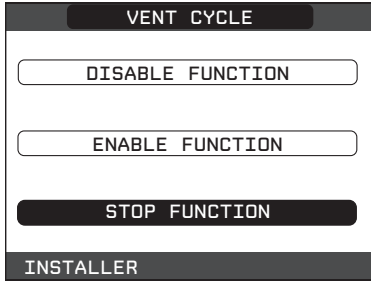 VENT CYCLE
DISABLE FUNCTION
ENABLE FUNCTION
STOP FUNCTION
INSTALLER